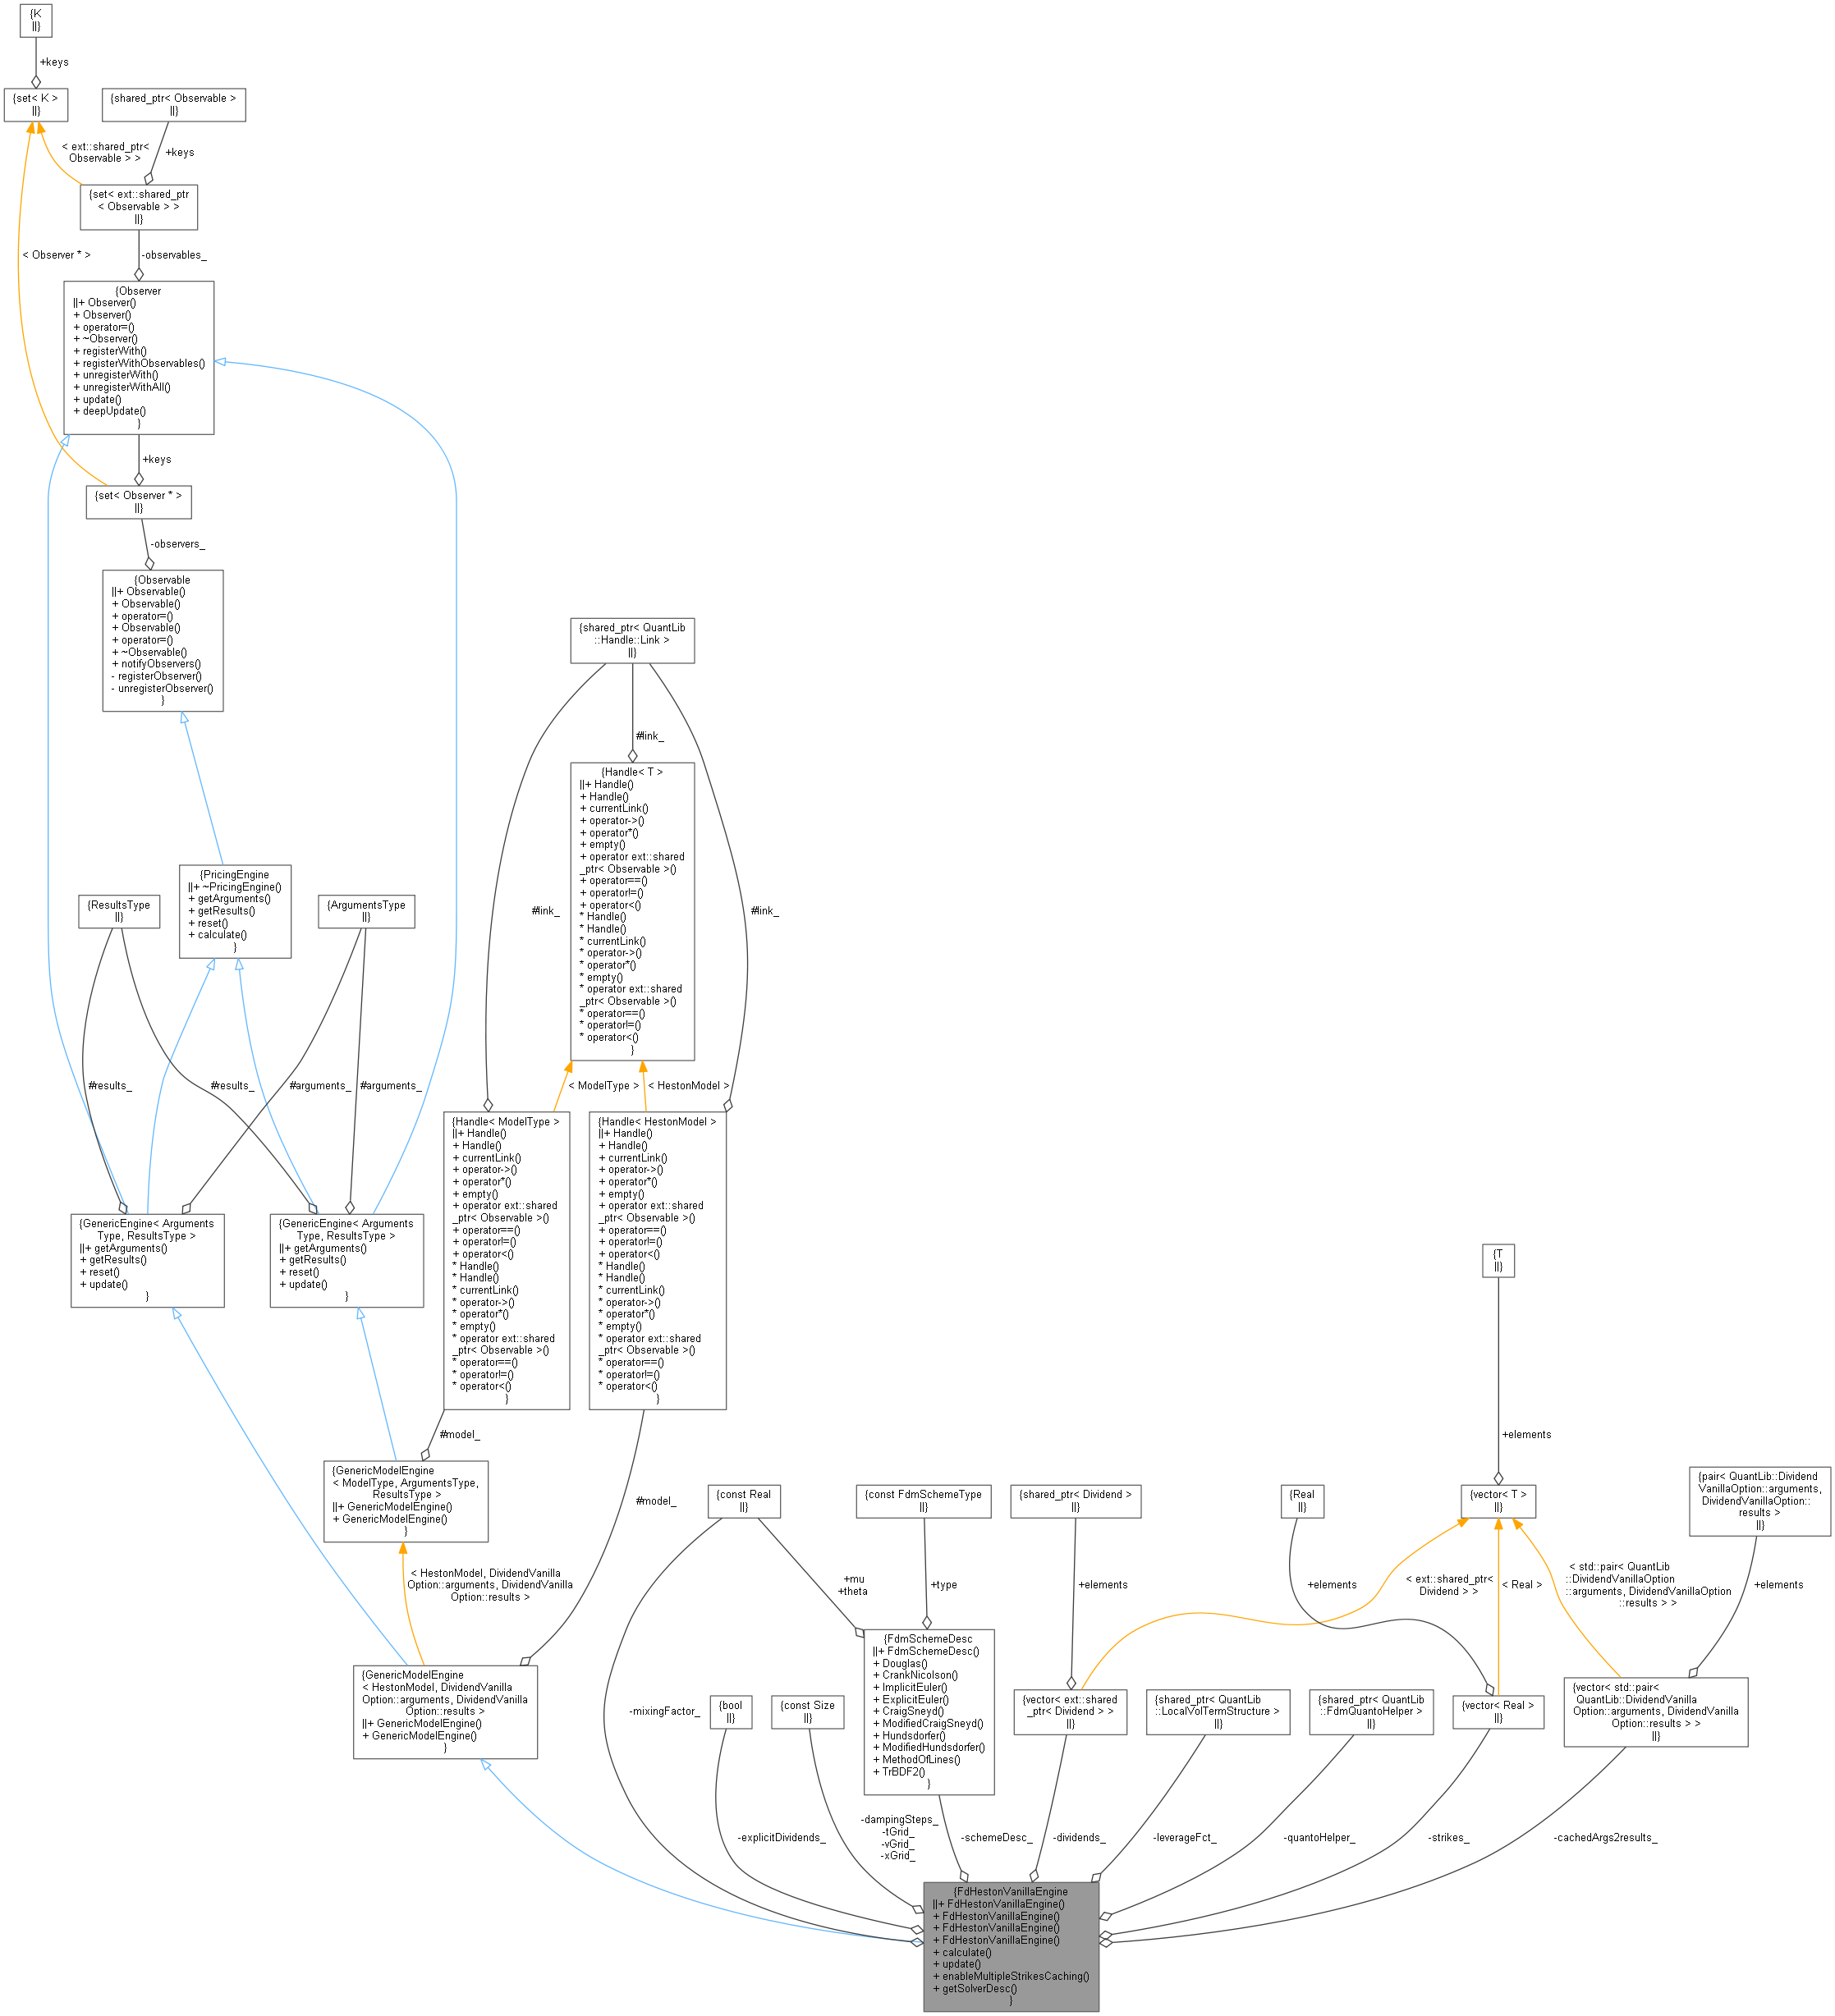 {K
||}
+keys
{set< K >
||}
{shared_ptr< Observable >
||}
< ext::shared_ptr<
Observable > >
+keys
{set< ext::shared_ptr
< Observable > >
||}
< Observer * >
-observables_
{Observer
||+ Observer()
+ Observer()
+ operator=()
+ ~Observer()
+ registerWith()
+ registerWithObservables()
+ unregisterWith()
+ unregisterWithAll()
+ update()
+ deepUpdate()
}
+keys
{set< Observer * >
||}
-observers_
{Observable
||+ Observable()
+ Observable()
+ operator=()
+ Observable()
+ operator=()
+ ~Observable()
+ notifyObservers()
- registerObserver()
- unregisterObserver()
}
{shared_ptr< QuantLib
::Handle::Link >
||}
#link_
{Handle< T >
||+ Handle()
+ Handle()
+ currentLink()
+ operator->()
+ operator*()
+ empty()
+ operator ext::shared
_ptr< Observable >()
+ operator==()
+ operator!=()
+ operator<()
* Handle()
* Handle()
* currentLink()
* operator->()
* operator*()
* empty()
* operator ext::shared
_ptr< Observable >()
* operator==()
* operator!=()
* operator<()
}
{PricingEngine
||+ ~PricingEngine()
+ getArguments()
+ getResults()
+ reset()
+ calculate()
}
{ResultsType
||}
{ArgumentsType
||}
#link_
#link_
#results_
#results_
#arguments_
#arguments_
< ModelType >
< HestonModel >
{Handle< ModelType >
||+ Handle()
+ Handle()
+ currentLink()
+ operator->()
+ operator*()
+ empty()
+ operator ext::shared
_ptr< Observable >()
+ operator==()
+ operator!=()
+ operator<()
* Handle()
* Handle()
* currentLink()
* operator->()
* operator*()
* empty()
* operator ext::shared
_ptr< Observable >()
* operator==()
* operator!=()
* operator<()
}
{Handle< HestonModel >
||+ Handle()
+ Handle()
+ currentLink()
+ operator->()
+ operator*()
+ empty()
+ operator ext::shared
_ptr< Observable >()
+ operator==()
+ operator!=()
+ operator<()
* Handle()
* Handle()
* currentLink()
* operator->()
* operator*()
* empty()
* operator ext::shared
_ptr< Observable >()
* operator==()
* operator!=()
* operator<()
}
{GenericEngine< Arguments
Type, ResultsType >
||+ getArguments()
+ getResults()
+ reset()
+ update()
}
{GenericEngine< Arguments
Type, ResultsType >
||+ getArguments()
+ getResults()
+ reset()
+ update()
}
{T
||}
#model_
#model_
+elements
{GenericModelEngine
< ModelType, ArgumentsType,
ResultsType >
||+ GenericModelEngine()
+ GenericModelEngine()
}
{const Real
||}
{const FdmSchemeType
||}
{shared_ptr< Dividend >
||}
{Real
||}
{vector< T >
||}
{pair< QuantLib::Dividend
VanillaOption::arguments,
DividendVanillaOption::
results >
||}
< HestonModel, DividendVanilla
Option::arguments, DividendVanilla
Option::results >
+mu
+theta
+type
+elements
+elements
< ext::shared_ptr<
Dividend > >
< Real >
< std::pair< QuantLib
::DividendVanillaOption
::arguments, DividendVanillaOption
::results > >
+elements
{GenericModelEngine
< HestonModel, DividendVanilla
Option::arguments, DividendVanilla
Option::results >
||+ GenericModelEngine()
+ GenericModelEngine()
}
-mixingFactor_
{bool
||}
{const Size
||}
{FdmSchemeDesc
||+ FdmSchemeDesc()
+ Douglas()
+ CrankNicolson()
+ ImplicitEuler()
+ ExplicitEuler()
+ CraigSneyd()
+ ModifiedCraigSneyd()
+ Hundsdorfer()
+ ModifiedHundsdorfer()
+ MethodOfLines()
+ TrBDF2()
}
{vector< ext::shared
_ptr< Dividend > >
||}
{shared_ptr< QuantLib
::LocalVolTermStructure >
||}
{shared_ptr< QuantLib
::FdmQuantoHelper >
||}
{vector< Real >
||}
{vector< std::pair<
QuantLib::DividendVanilla
Option::arguments, DividendVanilla
Option::results > >
||}
-explicitDividends_
-dampingSteps_
-tGrid_
-vGrid_
-xGrid_
-schemeDesc_
-dividends_
-leverageFct_
-quantoHelper_
-strikes_
-cachedArgs2results_
{FdHestonVanillaEngine
||+ FdHestonVanillaEngine()
+ FdHestonVanillaEngine()
+ FdHestonVanillaEngine()
+ FdHestonVanillaEngine()
+ calculate()
+ update()
+ enableMultipleStrikesCaching()
+ getSolverDesc()
}